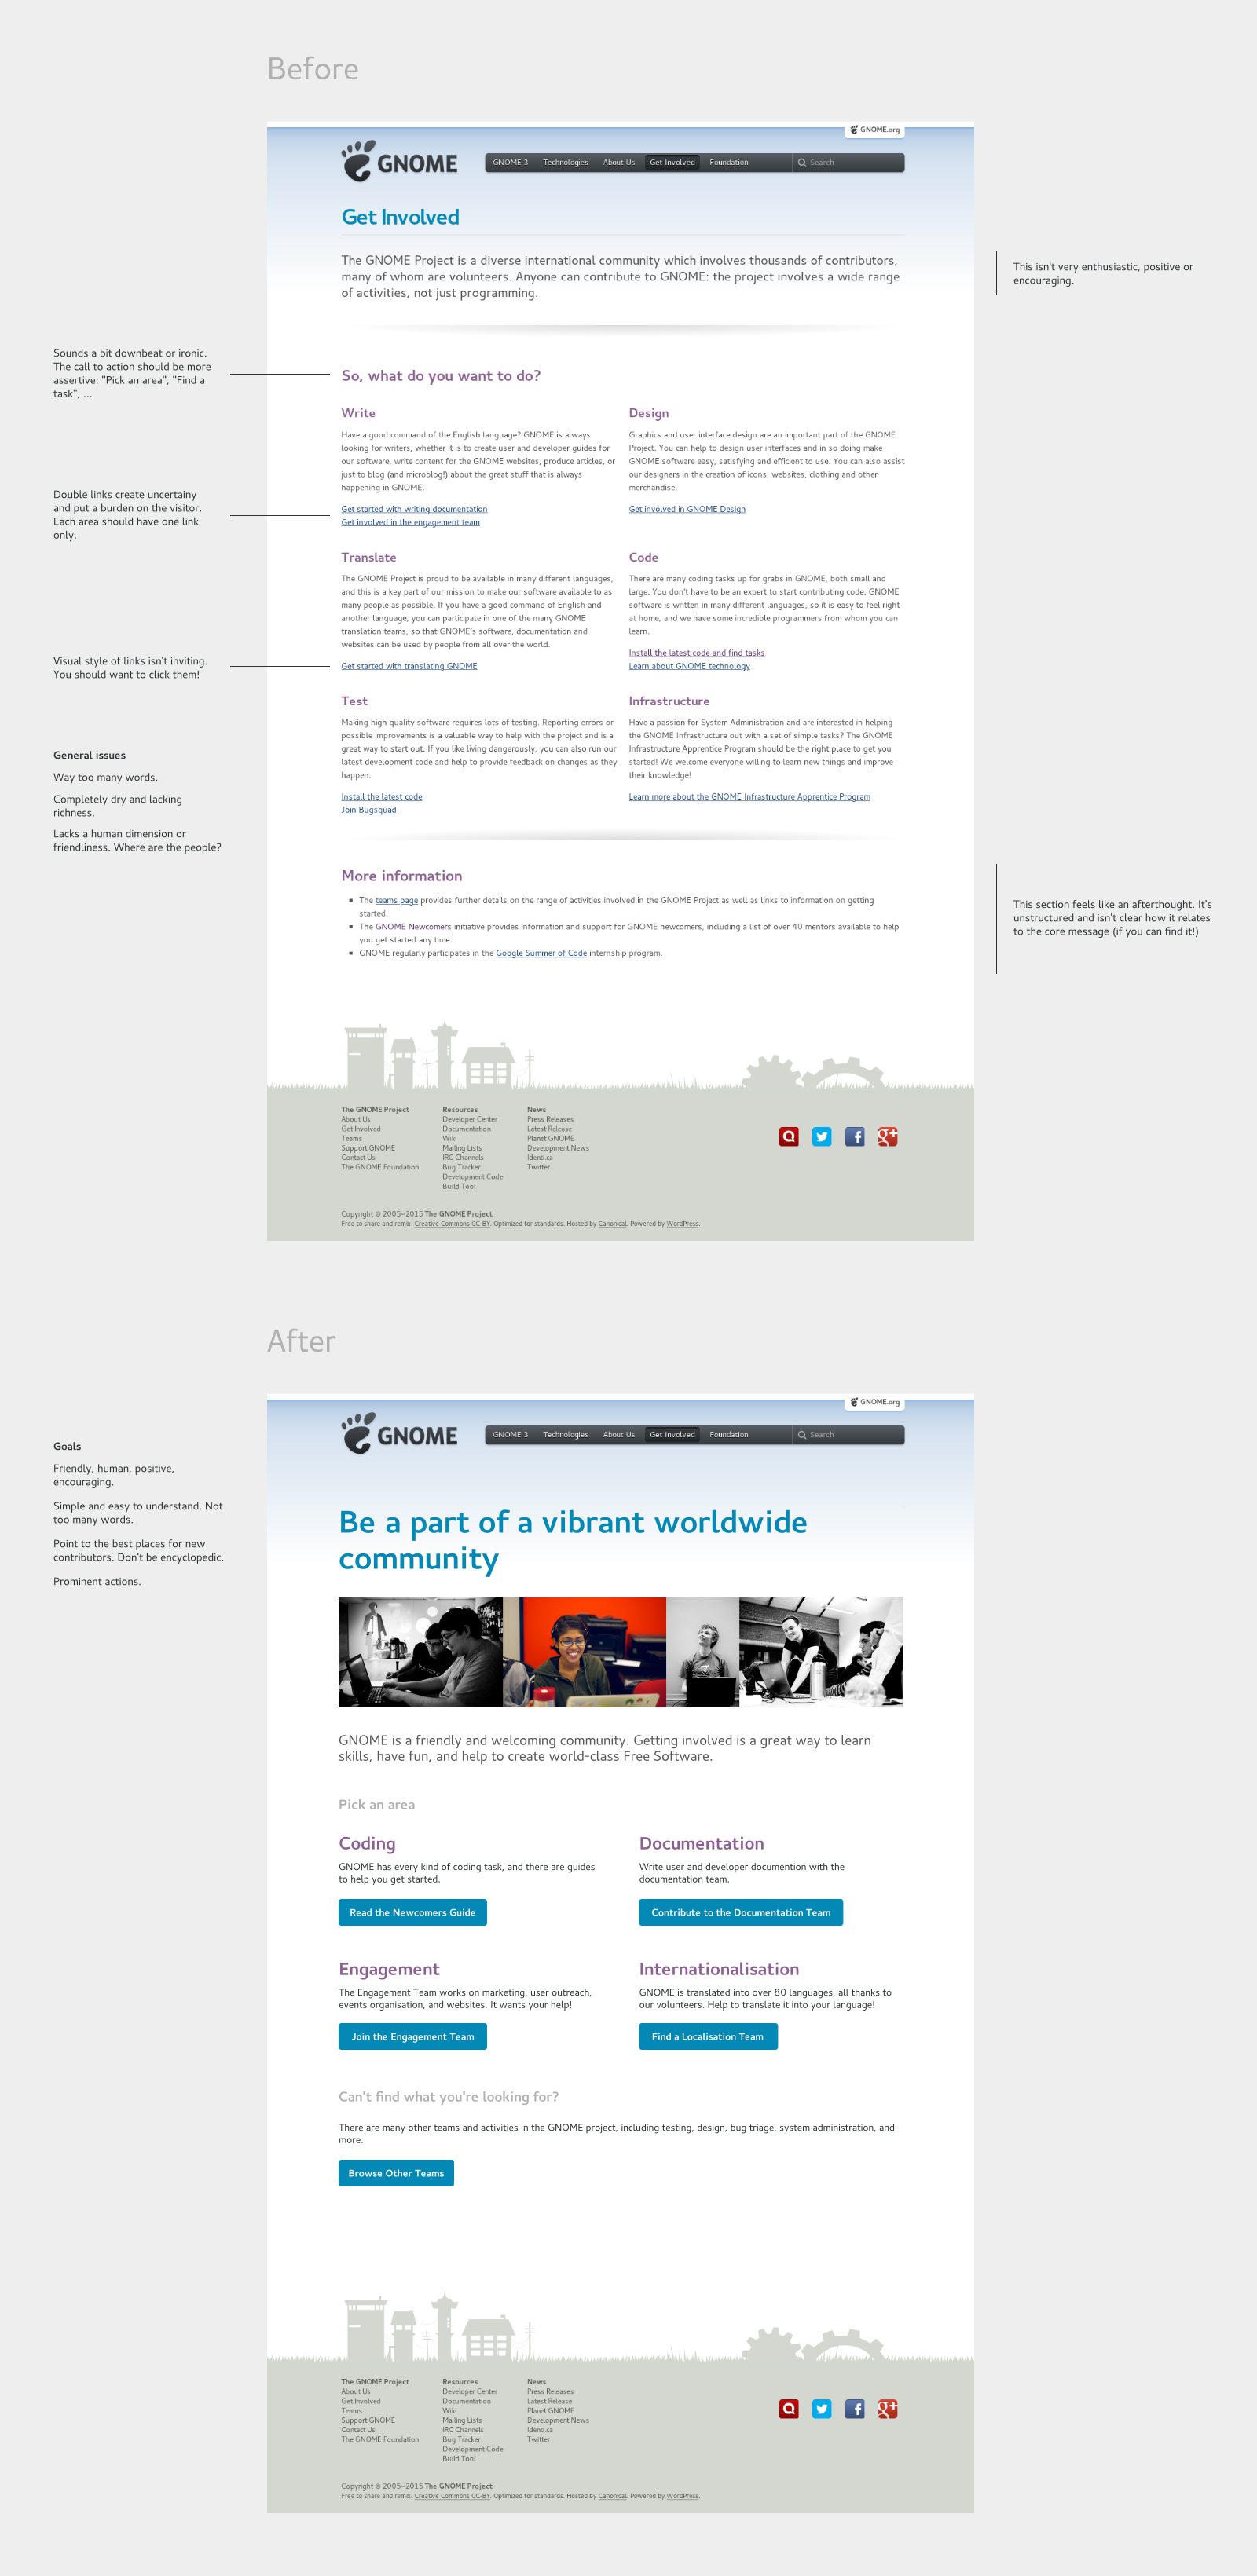 Before
GNOME.org
GNOME
GNOME 3 Technologies About Us Get Involved Foundation Search
Get Involved
The GNOME Project is a diverse international community which involves thousands of contributors,
many of whom are volunteers. Anyone can contribute to GNOME: the project involves a wide range
of activities, not just programming.
This isn't very enthusiastic, positive or
encouraging.
Sounds a bit downbeat or ironic.
The call to action should be more
assertive: "Pick an area", "Find a
task", ...
So, what do you want to do?
Write
Have a good command of the English language? GNOME is always
looking for writers, whether it is to create user and developer guides for
our software, write content for the GNOME websites, produce articles, or
just to blog (and microblog!) about the great stuff that is always
happening in GNOME.
Get started with writing documentation
Get involved in the engagement team
Design
Graphics and user interface design are an important part of the GNOME
Project. You can help to design user interfaces and in so doing make
GNOME software easy, satisfying and efficient to use. You can also assist
our designers in the creation of icons, websites, clothing and other
merchandise.
Get involved in GNOME Design
Double links create uncertainy
and put a burden on the visitor.
Each area should have one link
only.
Translate
The GNOME Project is proud to be available in many different languages,
and this is a key part of our mission to make our software available to as
many people as possible. If you have a good command of English and
another language, you can participate in one of the many GNOME
translation teams, so that GNOME's software, documentation and
websites can be used by people from all over the world.
Get started with translating GNOME
Code
There are many coding tasks up for grabs in GNOME, both small and
large. You don't have to be an expert to start contributing code. GNOME
software is written in many different languages, so it is easy to feel right
at home, and we have some incredible programmers from whom you can
learn.
Install the latest code and find tasks
Learn about GNOME technology
Visual style of links isn't inviting.
You should want to click them!
Test
Making high quality software requires lots of testing. Reporting errors or
possible improvements is a valuable way to help with the project and is a
great way to start out. If you like living dangerously, you can also run our
latest development code and help to provide feedback on changes as they
happen.
Install the latest code
Join Bugsquad
Infrastructure
Have a passion for System Administration and are interested in helping
the GNOME Infrastructure out with a set of simple tasks? The GNOME
Infrastructure Apprentice Program should be the right place to get you
started! We welcome everyone willing to learn new things and improve
their knowledge!
Learn more about the GNOME Infrastructure Apprentice Program
General issues
Way too many words.
Completely dry and lacking
richness.
Lacks a human dimension or
friendliness. Where are the people?
More information
The teams page provides further details on the range of activities involved in the GNOME Project as well as links to information on getting
started.
The GNOME Newcomers initiative provides information and support for GNOME newcomers, including a list of over 40 mentors available to help
you get started any time.
GNOME regularly participates in the Google Summer of Code internship program.
This section feels like an afterthought. It's
unstructured and isn't clear how it relates
to the core message (if you can find it!)
The GNOME Project
About Us
Get Involved
Teams
Support GNOME
Contact Us
The GNOME Foundation
Resources
Developer Center
Documentation
Wiki
Mailing Lists
IRC Channels
Bug Tracker
Development Code
Build Tool
News
Press Releases
Latest Release
Planet GNOME
Development News
Identi.ca
Twitter
f
g+
Copyright © 2005–2015 The GNOME Project
Free to share and remix: Creative Commons CC-BY. Optimized for standards. Hosted by Canonical. Powered by WordPress.
After
GNOME.org
GNOME
GNOME 3 Technologies About Us Get Involved Foundation Search
Goals
Friendly, human, positive,
encouraging.
Simple and easy to understand. Not
too many words.
Point to the best places for new
contributors. Don't be encyclopedic.
Prominent actions.
Be a part of a vibrant worldwide
community
GNOME is a friendly and welcoming community. Getting involved is a great way to learn
skills, have fun, and help to create world-class Free Software.
Pick an area
Coding
GNOME has every kind of coding task, and there are guides
to help you get started.
Read the Newcomers Guide
Documentation
Write user and developer documention with the
documentation team.
Contribute to the Documentation Team
Engagement
The Engagement Team works on marketing, user outreach,
events organisation, and websites. It wants your help!
Join the Engagement Team
Internationalisation
GNOME is translated into over 80 languages, all thanks to
our volunteers. Help to translate it into your language!
Find a Localisation Team
Can't find what you're looking for?
There are many other teams and activities in the GNOME project, including testing, design, bug triage, system administration, and
more.
Browse Other Teams
The GNOME Project
About Us
Get Involved
Teams
Support GNOME
Contact Us
The GNOME Foundation
Resources
Developer Center
Documentation
Wiki
Mailing Lists
IRC Channels
Bug Tracker
Development Code
Build Tool
News
Press Releases
Latest Release
Planet GNOME
Development News
Identi.ca
Twitter
f
g+
Copyright © 2005–2015 The GNOME Project
Free to share and remix: Creative Commons CC-BY. Optimized for standards. Hosted by Canonical. Powered by WordPress.